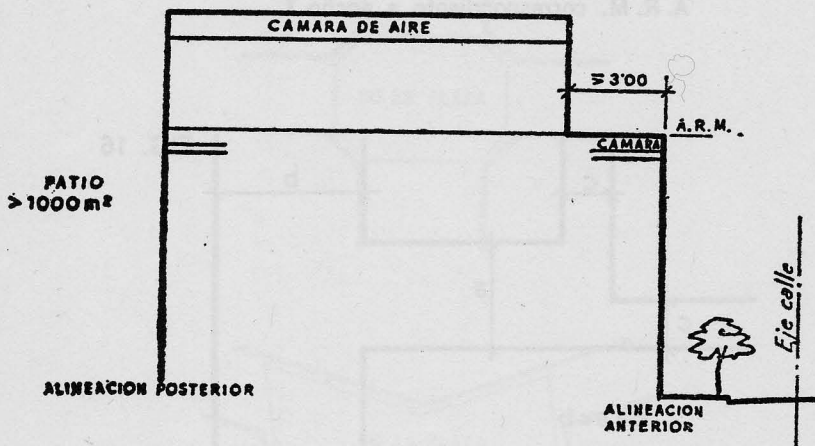 CAMARA DE AIRE
⩾ 3'00
A.R.M.
CAMARA
PATIO
> 1000 m²
Eje calle
ALINEACION POSTERIOR
ALINEACION
ANTERIOR